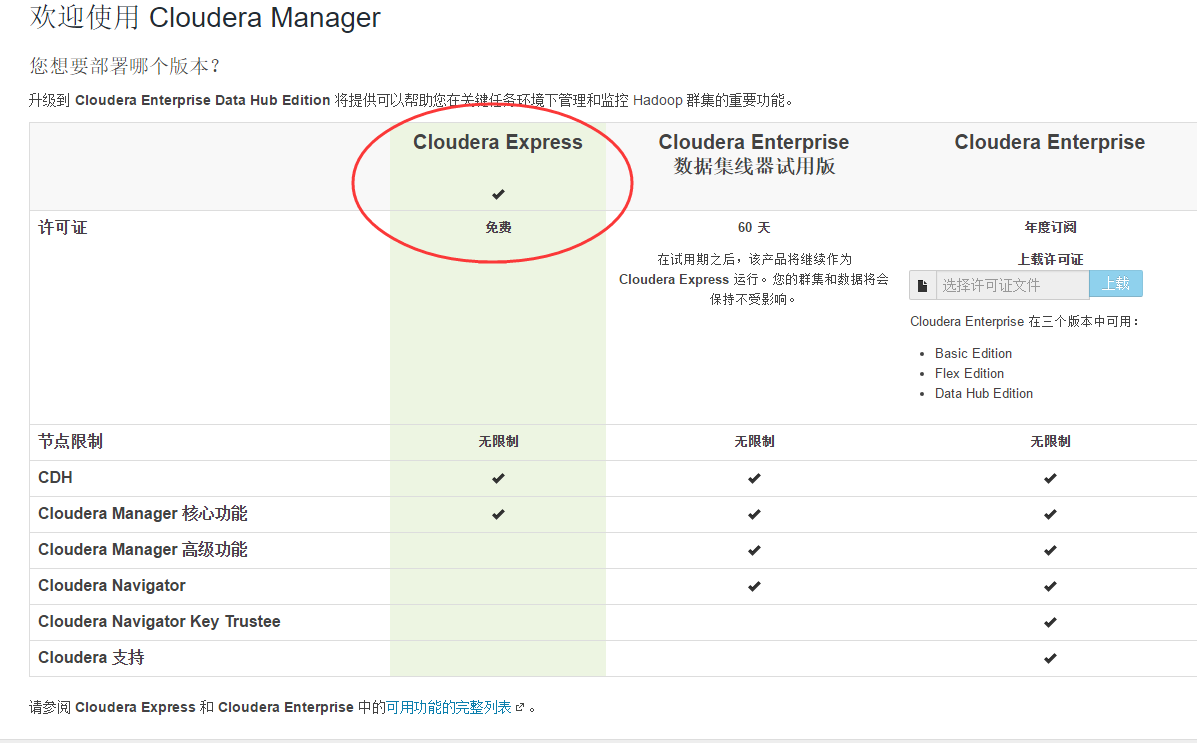 欢迎使用 Cloudera Manager
您想要部署哪个版本?
升级到 Cloudera Enterprise Data Hub Edition 将提供可以帮助您在关键任务环境下管理和监控 Hadoop 群集的重要功能。
Cloudera Express
Cloudera Enterprise
数据集线器试用版
Cloudera Enterprise
许可证
免费
60 天
在试用期之后,该产品将继续作为
Cloudera Express 运行。您的群集和数据将会
保持不受影响。
年度订阅
上载许可证
选择许可证文件 上载
Cloudera Enterprise 在三个版本中可用:
Basic Edition
Flex Edition
Data Hub Edition
节点限制 无限制 无限制 无限制
CDH
Cloudera Manager 核心功能
Cloudera Manager 高级功能
Cloudera Navigator
Cloudera Navigator Key Trustee
Cloudera 支持
请参阅 Cloudera Express 和 Cloudera Enterprise 中的可用功能的完整列表。